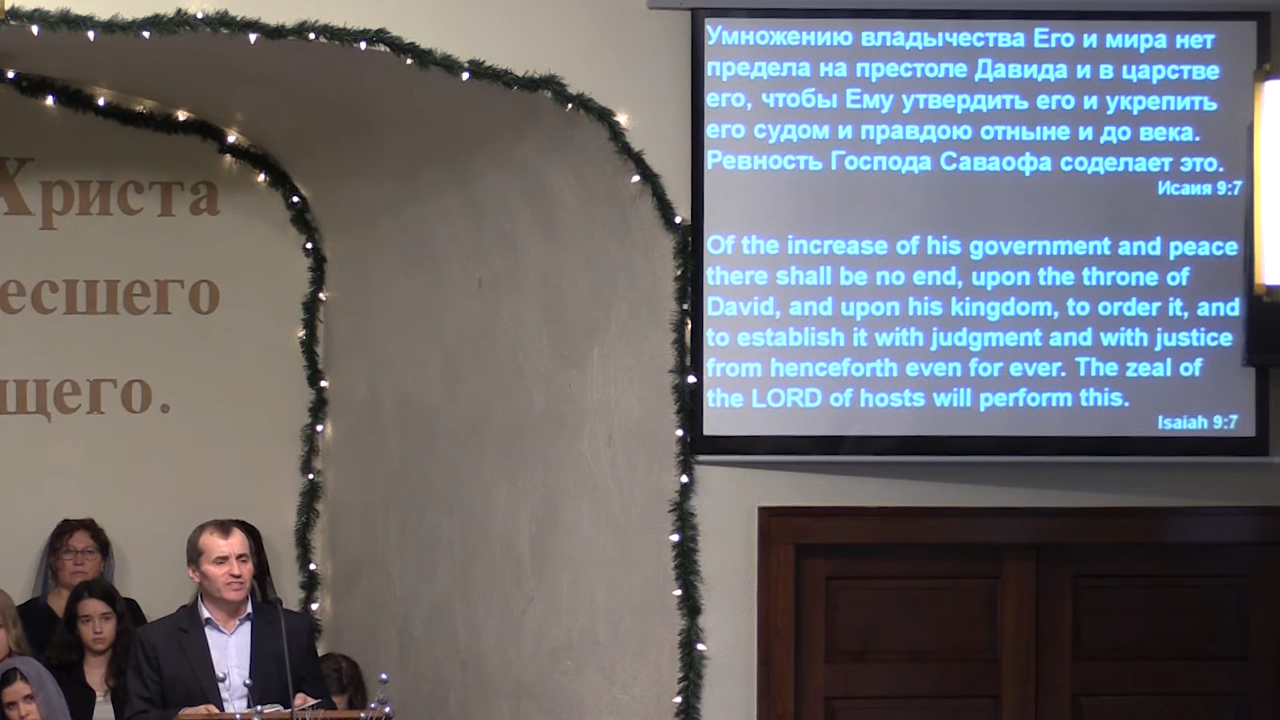 Христа
есшего
щего.
Умножению владычества Его и мира нет
предела на престоле Давида и в царстве
его, чтобы Ему утвердить его и укрепить
его судом и правдою отныне и до века.
Ревность Господа Саваофа соделает это.
Исаия 9:7
Of the increase of his government and peace
there shall be no end, upon the throne of
David, and upon his kingdom, to order it, and
to establish it with judgment and with justice
from henceforth even for ever. The zeal of
the LORD of hosts will perform this.
Isaiah 9:7